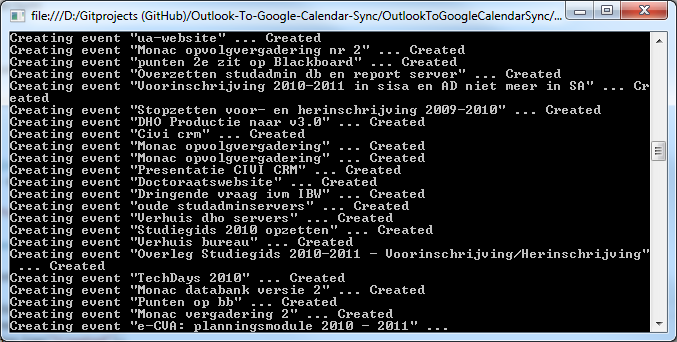 file:///D:/Gitprojects (GitHub)/Outlook-To-Google-Calendar-Sync/OutlookToGoogleCalendarSync/...
Creating event "ua-website" ... Created
Creating event "Monac opvolgvergadering nr 2" ... Created
Creating event "punten 2e zit op Blackboard" ... Created
Creating event "Overzetten studadmin db en report server" ... Created
Creating event "Voorinschrijving 2010-2011 in sisa en AD niet meer in SA" ... Cr
eated
Creating event "Stopzetten voor- en herinschrijving 2009-2010" ... Created
Creating event "DHO Productie naar v3.0" ... Created
Creating event "Civi crm" ... Created
Creating event "Monac opvolgvergadering" ... Created
Creating event "Monac opvolgvergadering" ... Created
Creating event "Presentatie CIVI CRM" ... Created
Creating event "Doctoraatswebsite" ... Created
Creating event "Dringende vraag ivm IBW" ... Created
Creating event "oude studadminservers" ... Created
Creating event "Verhuis dho servers" ... Created
Creating event "Studiegids 2010 opzetten" ... Created
Creating event "Verhuis bureau" ... Created
Creating event "Overleg Studiegids 2010-2011 - Voorinschrijving/Herinschrijving"
... Created
Creating event "TechDays 2010" ... Created
Creating event "Monac databank versie 2" ... Created
Creating event "Punten op bb" ... Created
Creating event "Monac vergadering 2" ... Created
Creating event "e-CVA: planningsmodule 2010 - 2011" ...